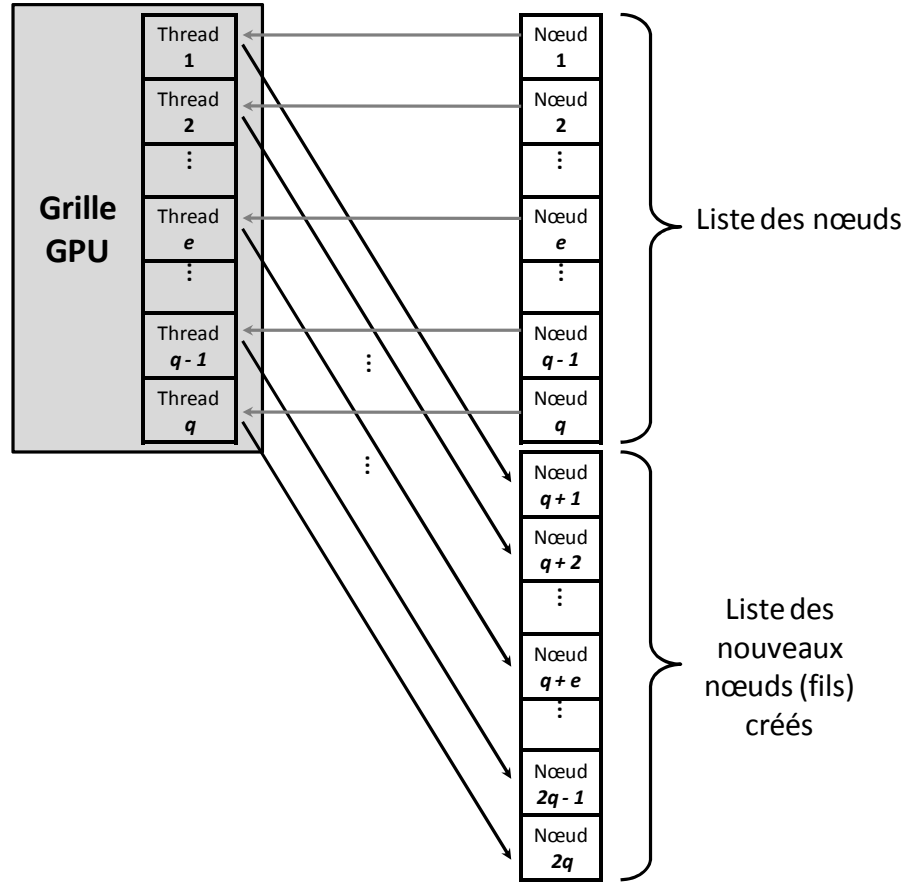 Grille
GPU
Thread
1
Thread
2
⋮
Thread
e
⋮
Thread
q - 1
Thread
q
⋮
⋮
Nœud
1
Nœud
2
⋮
Nœud
e
⋮
Nœud
q - 1
Nœud
q
Nœud
q + 1
Nœud
q + 2
⋮
Nœud
q + e
⋮
Nœud
2q - 1
Nœud
2q
Liste des nœuds
Liste des
nouveaux
nœuds (fils)
créés